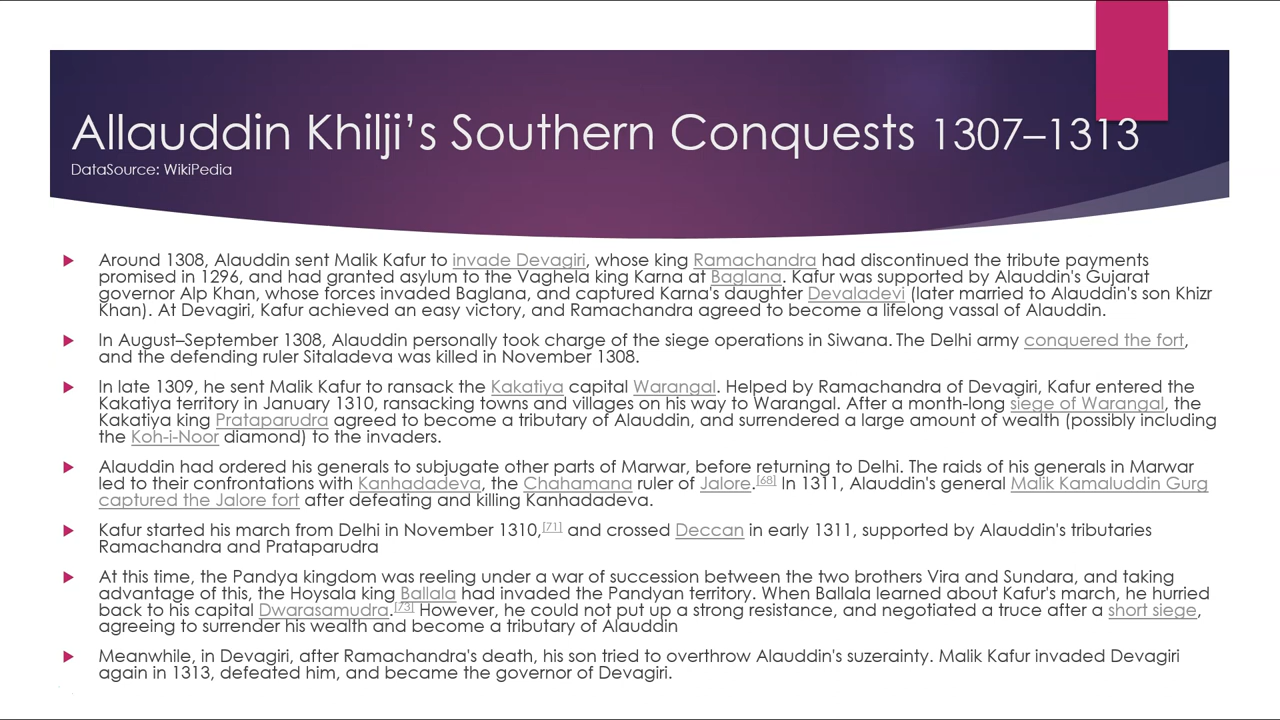 Allauddin Khilji’s Southern Conquests 1307–1313
DataSource: WikiPedia
Around 1308, Alauddin sent Malik Kafur to invade Devagiri, whose king Ramachandra had discontinued the tribute payments
promised in 1296, and had granted asylum to the Vaghela king Karna at Baglana. Kafur was supported by Alauddin's Gujarat
governor Alp Khan, whose forces invaded Baglana, and captured Karna's daughter Devaladevi (later married to Alauddin's son Khizr
Khan). At Devagiri, Kafur achieved an easy victory, and Ramachandra agreed to become a lifelong vassal of Alauddin.
In August–September 1308, Alauddin personally took charge of the siege operations in Siwana. The Delhi army conquered the fort,
and the defending ruler Sitaladeva was killed in November 1308.
In late 1309, he sent Malik Kafur to ransack the Kakatiya capital Warangal. Helped by Ramachandra of Devagiri, Kafur entered the
Kakatiya territory in January 1310, ransacking towns and villages on his way to Warangal. After a month-long siege of Warangal, the
Kakatiya king Prataparudra agreed to become a tributary of Alauddin, and surrendered a large amount of wealth (possibly including
the Koh-i-Noor diamond) to the invaders.
Alauddin had ordered his generals to subjugate other parts of Marwar, before returning to Delhi. The raids of his generals in Marwar
led to their confrontations with Kanhadadeva, the Chahamana ruler of Jalore.[68] In 1311, Alauddin's general Malik Kamaluddin Gurg
captured the Jalore fort after defeating and killing Kanhadadeva.
Kafur started his march from Delhi in November 1310,[71] and crossed Deccan in early 1311, supported by Alauddin's tributaries
Ramachandra and Prataparudra
At this time, the Pandya kingdom was reeling under a war of succession between the two brothers Vira and Sundara, and taking
advantage of this, the Hoysala king Ballala had invaded the Pandyan territory. When Ballala learned about Kafur's march, he hurried
back to his capital Dwarasamudra.[73] However, he could not put up a strong resistance, and negotiated a truce after a short siege,
agreeing to surrender his wealth and become a tributary of Alauddin
Meanwhile, in Devagiri, after Ramachandra's death, his son tried to overthrow Alauddin's suzerainty. Malik Kafur invaded Devagiri
again in 1313, defeated him, and became the governor of Devagiri.